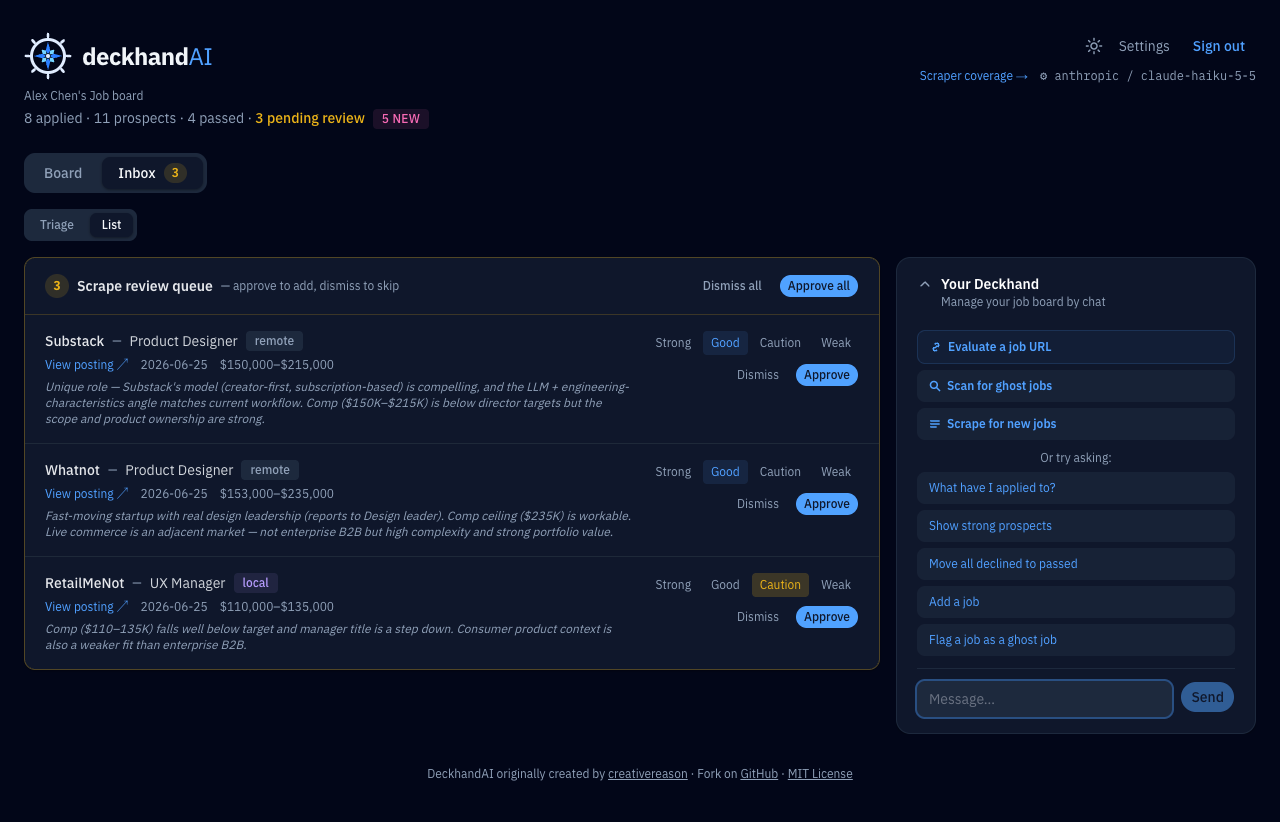 deckhandAI
Settings
Sign out
Scraper coverage → ⚙ anthropic / claude-haiku-5-5
Alex Chen's Job board
8 applied · 11 prospects · 4 passed · 3 pending review 5 NEW
Board
Inbox 3
Triage
List
3 Scrape review queue — approve to add, dismiss to skip
Dismiss all
Approve all
Substack — Product Designer remote
Strong Good Caution Weak
View posting ↗ 2026-06-25 $150,000–$215,000
Dismiss Approve
Unique role — Substack's model (creator-first, subscription-based) is compelling, and the LLM + engineering-
characteristics angle matches current workflow. Comp ($150K–$215K) is below director targets but the
scope and product ownership are strong.
Whatnot — Product Designer remote
Strong Good Caution Weak
View posting ↗ 2026-06-25 $153,000–$235,000
Dismiss Approve
Fast-moving startup with real design leadership (reports to Design leader). Comp ceiling ($235K) is workable.
Live commerce is an adjacent market — not enterprise B2B but high complexity and strong portfolio value.
RetailMeNot — UX Manager local
Strong Good Caution Weak
View posting ↗ 2026-06-25 $110,000–$135,000
Dismiss Approve
Comp ($110–135K) falls well below target and manager title is a step down. Consumer product context is
also a weaker fit than enterprise B2B.
Your Deckhand
Manage your job board by chat
Evaluate a job URL
Scan for ghost jobs
Scrape for new jobs
Or try asking:
What have I applied to?
Show strong prospects
Move all declined to passed
Add a job
Flag a job as a ghost job
Message...
Send
DeckhandAI originally created by creativereason · Fork on GitHub · MIT License